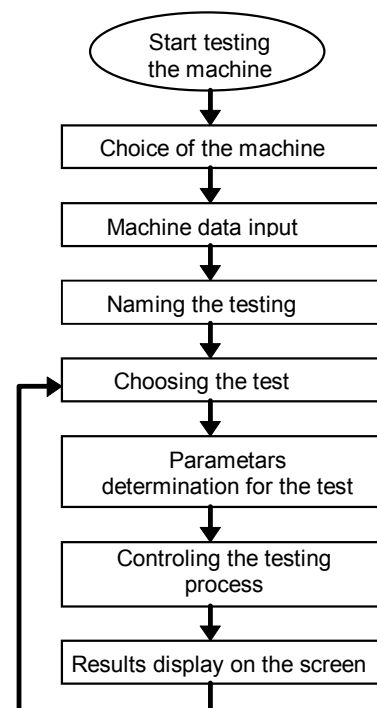 Start testing
the machine
Choice of the machine
Machine data input
Naming the testing
Choosing the test
Parametars
determination for the test
Controling the testing
process
Results display on the screen